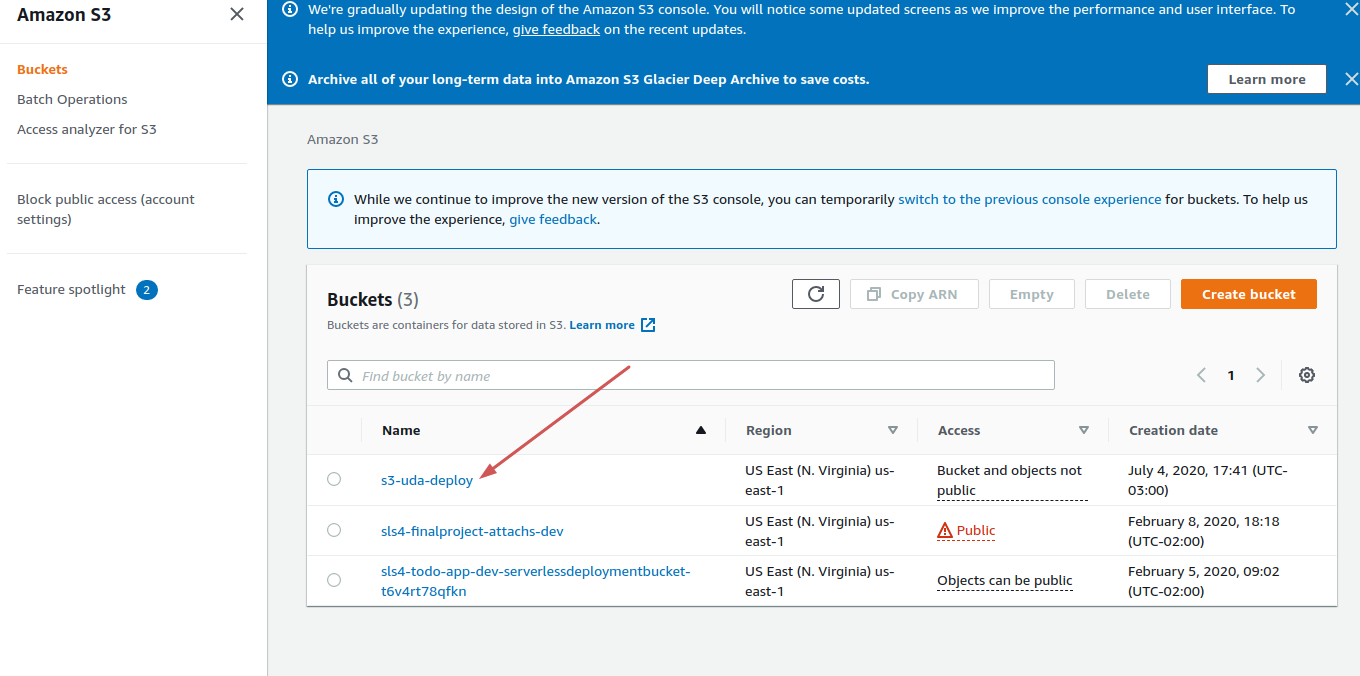 Amazon S3
Buckets
Batch Operations
Access analyzer for S3
Block public access (account
settings)
Feature spotlight 2
We're gradually updating the design of the Amazon S3 console. You will notice some updated screens as we improve the performance and user interface. To
help us improve the experience, give feedback on the recent updates.
Archive all of your long-term data into Amazon S3 Glacier Deep Archive to save costs.
Learn more
Amazon S3
While we continue to improve the new version of the S3 console, you can temporarily switch to the previous console experience for buckets. To help us
improve the experience, give feedback.
Buckets (3)
Buckets are containers for data stored in S3. Learn more
Copy ARN
Empty
Delete
Create bucket
Find bucket by name
1
Name
Region
Access
Creation date
s3-uda-deploy
US East (N. Virginia) us-
east-1
Bucket and objects not
public
July 4, 2020, 17:41 (UTC-
03:00)
sls4-finalproject-attachs-dev
US East (N. Virginia) us-
east-1
Public
February 8, 2020, 18:18
(UTC-02:00)
sls4-todo-app-dev-serverlessdeploymentbucket-
t6v4rt78qfkn
US East (N. Virginia) us-
east-1
Objects can be public
February 5, 2020, 09:02
(UTC-02:00)